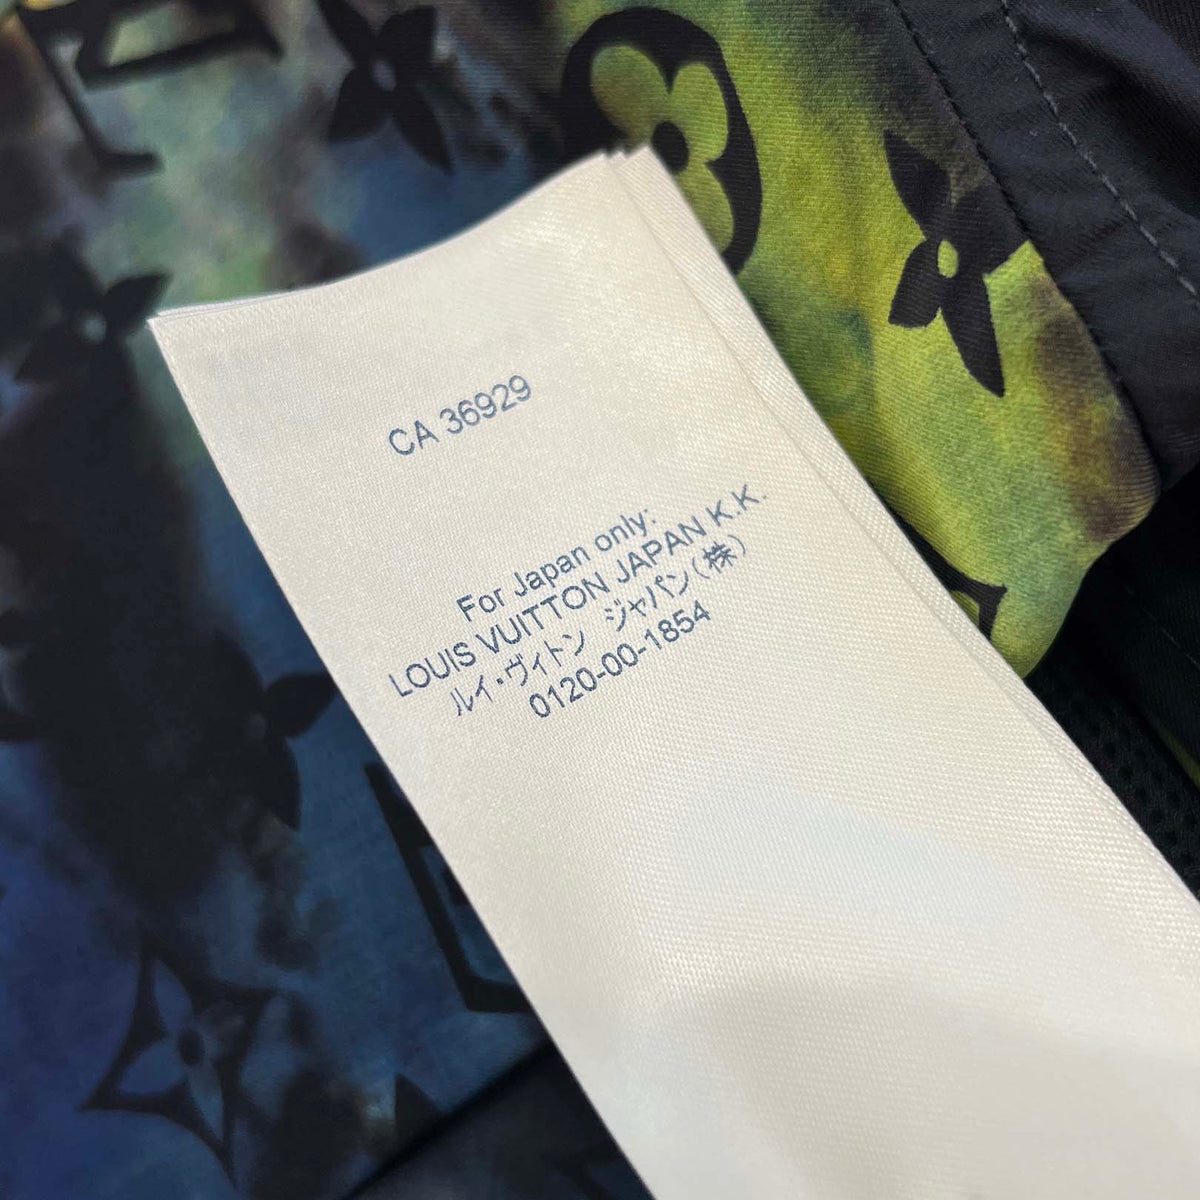 CA 36929
For Japan only:
LOUIS VUITTON JAPAN K.K.
ルイ・ヴィトン ジャパン(株)
0120-00-1854